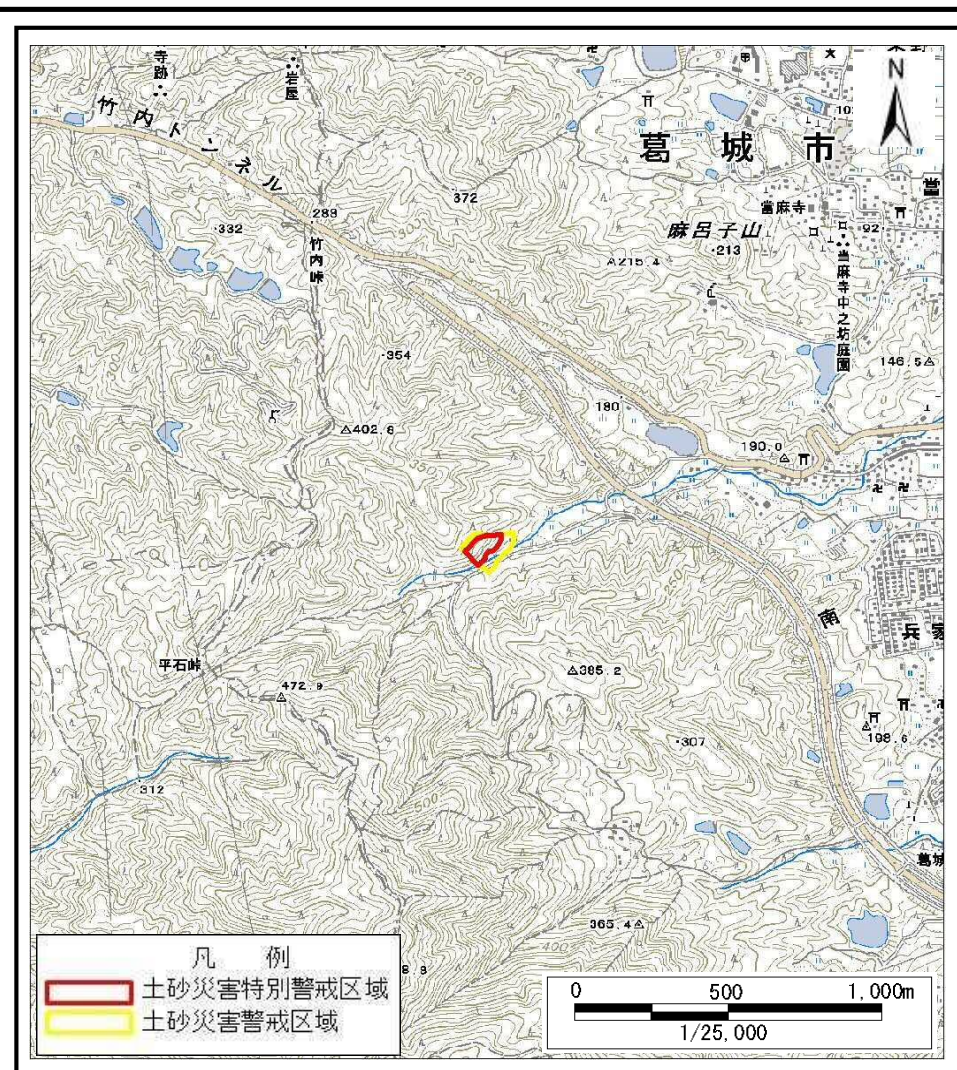 寺跡
岩屋
N
竹内トンネル
葛城市
當
372
289
當麻寺
麻呂子山
92
・332
・213
竹内峠
△215.4
当麻寺中之坊庭園
・354
146.5△
180
△402.6
190.0
南
兵家
平石峠
△385.2
472.9
198.6
・307
312
葛城
365.4△
400
凡 例
土砂災害特別警戒区域
土砂災害警戒区域
0 500 1,000m
1/25,000